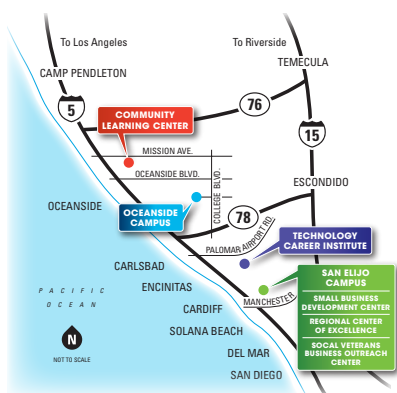 To Los Angeles
To Riverside
CAMP PENDLETON
TEMECULA
5
76
COMMUNITY
LEARNING CENTER
15
MISSION AVE.
OCEANSIDE BLVD.
COLLEGE BLVD.
ESCONDIDO
OCEANSIDE
OCEANSIDE
CAMPUS
78
PALOMAR AIRPORT RD.
TECHNOLOGY
CAREER INSTITUTE
CARLSBAD
SAN ELIJO
CAMPUS
PACIFIC
OCEAN
ENCINITAS
MANCHESTER
SMALL BUSINESS
DEVELOPMENT CENTER
CARDIFF
REGIONAL CENTER
OF EXCELLENCE
SOLANA BEACH
N
NOT TO SCALE
SOCAL VETERANS
BUSINESS OUTREACH
CENTER
DEL MAR
SAN DIEGO